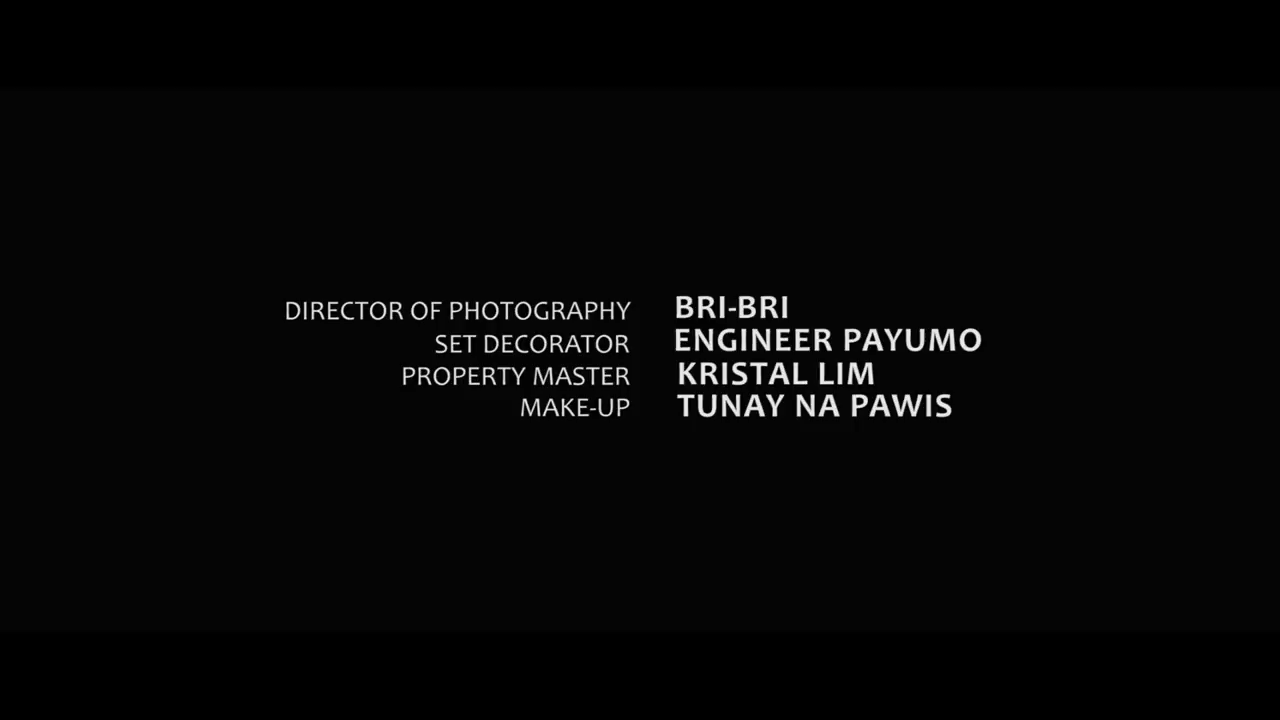 DIRECTOR OF PHOTOGRAPHY BRI-BRI
SET DECORATOR ENGINEER PAYUMO
PROPERTY MASTER KRISTAL LIM
MAKE-UP TUNAY NA PAWIS